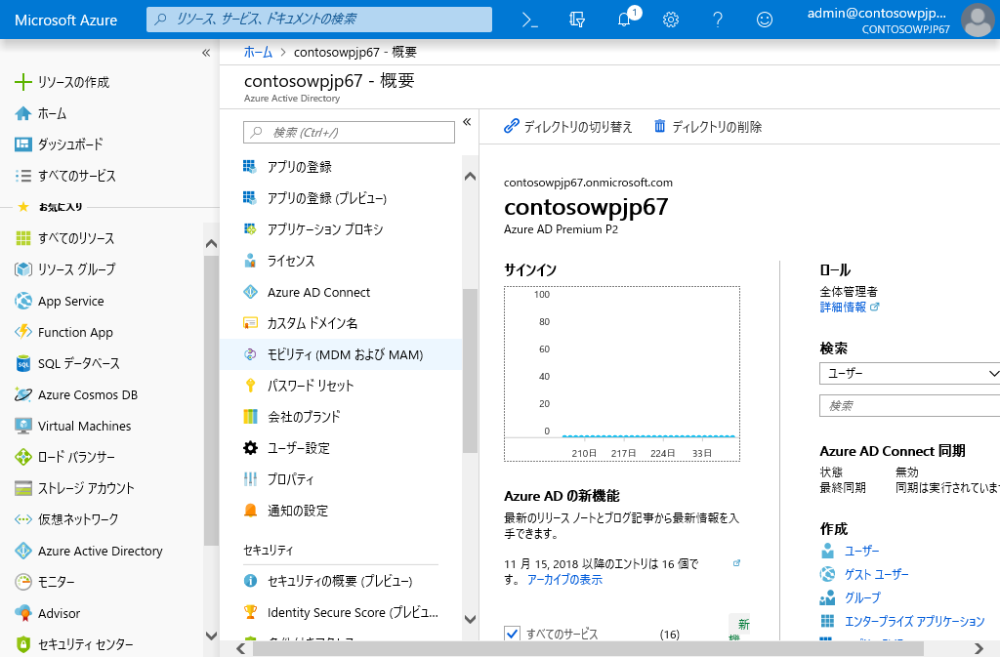 Microsoft Azure
リソース、サービス、ドキュメントの検索
1
admin@contosowpjp...
CONTOSOWPJP67
«
リソースの作成
ホーム
ダッシュボード
すべてのサービス
お気に入り
すべてのリソース
リソース グループ
App Service
Function App
SQL データベース
Azure Cosmos DB
Virtual Machines
ロード バランサー
ストレージ アカウント
仮想ネットワーク
Azure Active Directory
モニター
Advisor
セキュリティ センター
ホーム > contosowpjp67 - 概要
contosowpjp67 - 概要
Azure Active Directory
検索 (Ctrl+/)
«
アプリの登録
アプリの登録 (プレビュー)
アプリケーション プロキシ
ライセンス
Azure AD Connect
カスタム ドメイン名
モビリティ (MDM および MAM)
パスワード リセット
会社のブランド
ユーザー設定
プロパティ
通知の設定
セキュリティ
セキュリティの概要 (プレビュー)
Identity Secure Score (プレビュ...
ディレクトリの切り替え
ディレクトリの削除
contosowpjp67.onmicrosoft.com
contosowpjp67
Azure AD Premium P2
サインイン
100
80
60
40
20
0
210日 217日 224日 33日
Azure AD の新機能
最新のリリース ノートとブログ記事から最新情報を入
手できます。
11 月 15, 2018 以降のエントリは 16 個で
す。 アーカイブの表示
すべてのサービス (16)
新
機
ロール
全体管理者
詳細情報
検索
ユーザー
検索
Azure AD Connect 同期
状態 無効
最終同期 同期は実行されていま
作成
ユーザー
ゲスト ユーザー
グループ
エンタープライズ アプリケーション